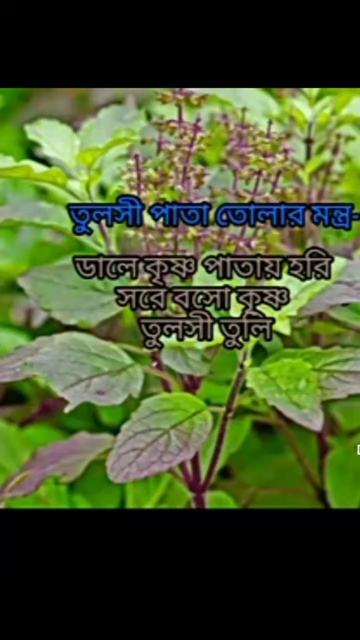 তুলসী পাতা তোলার মন্ত্র-
ডালে কৃষ্ণ পাতায় হরি
সরে বসো কৃষ্ণ
তুলসী তুলি